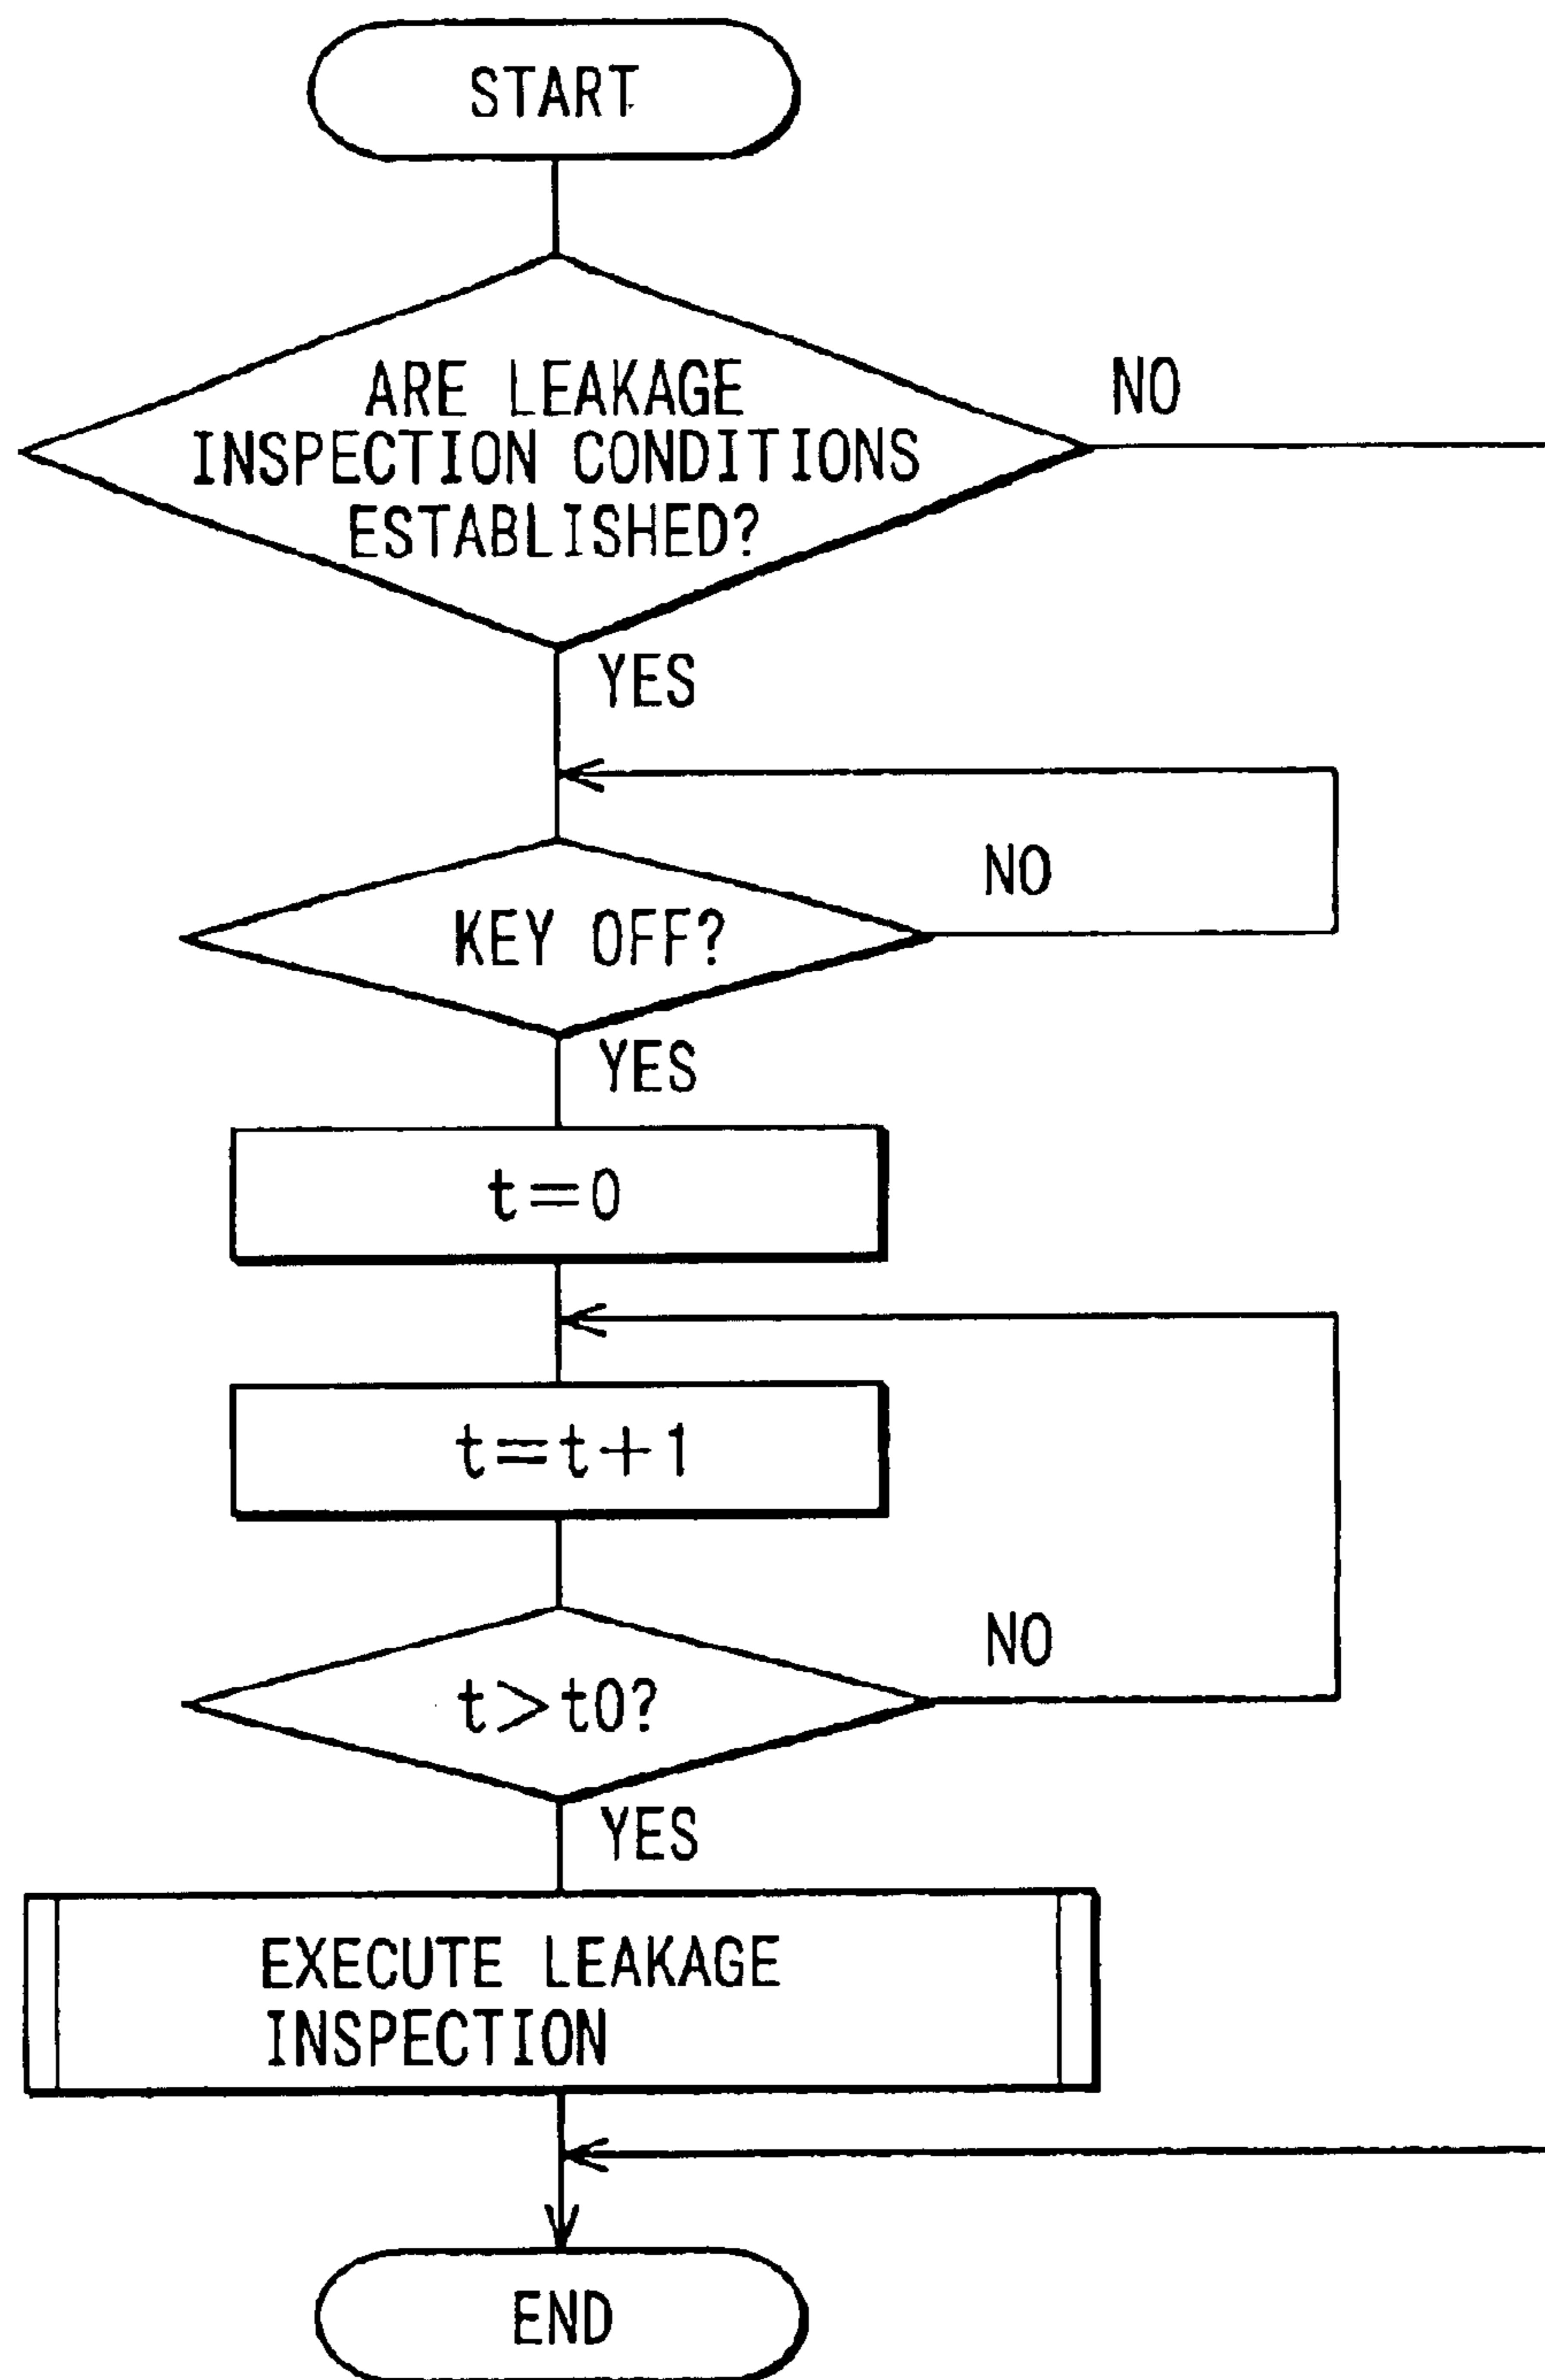 START
ARE LEAKAGE
INSPECTION CONDITIONS
ESTABLISHED?
NO
YES
KEY OFF?
NO
YES
t=0
t=t+1
t>t0?
NO
YES
EXECUTE LEAKAGE
INSPECTION
END